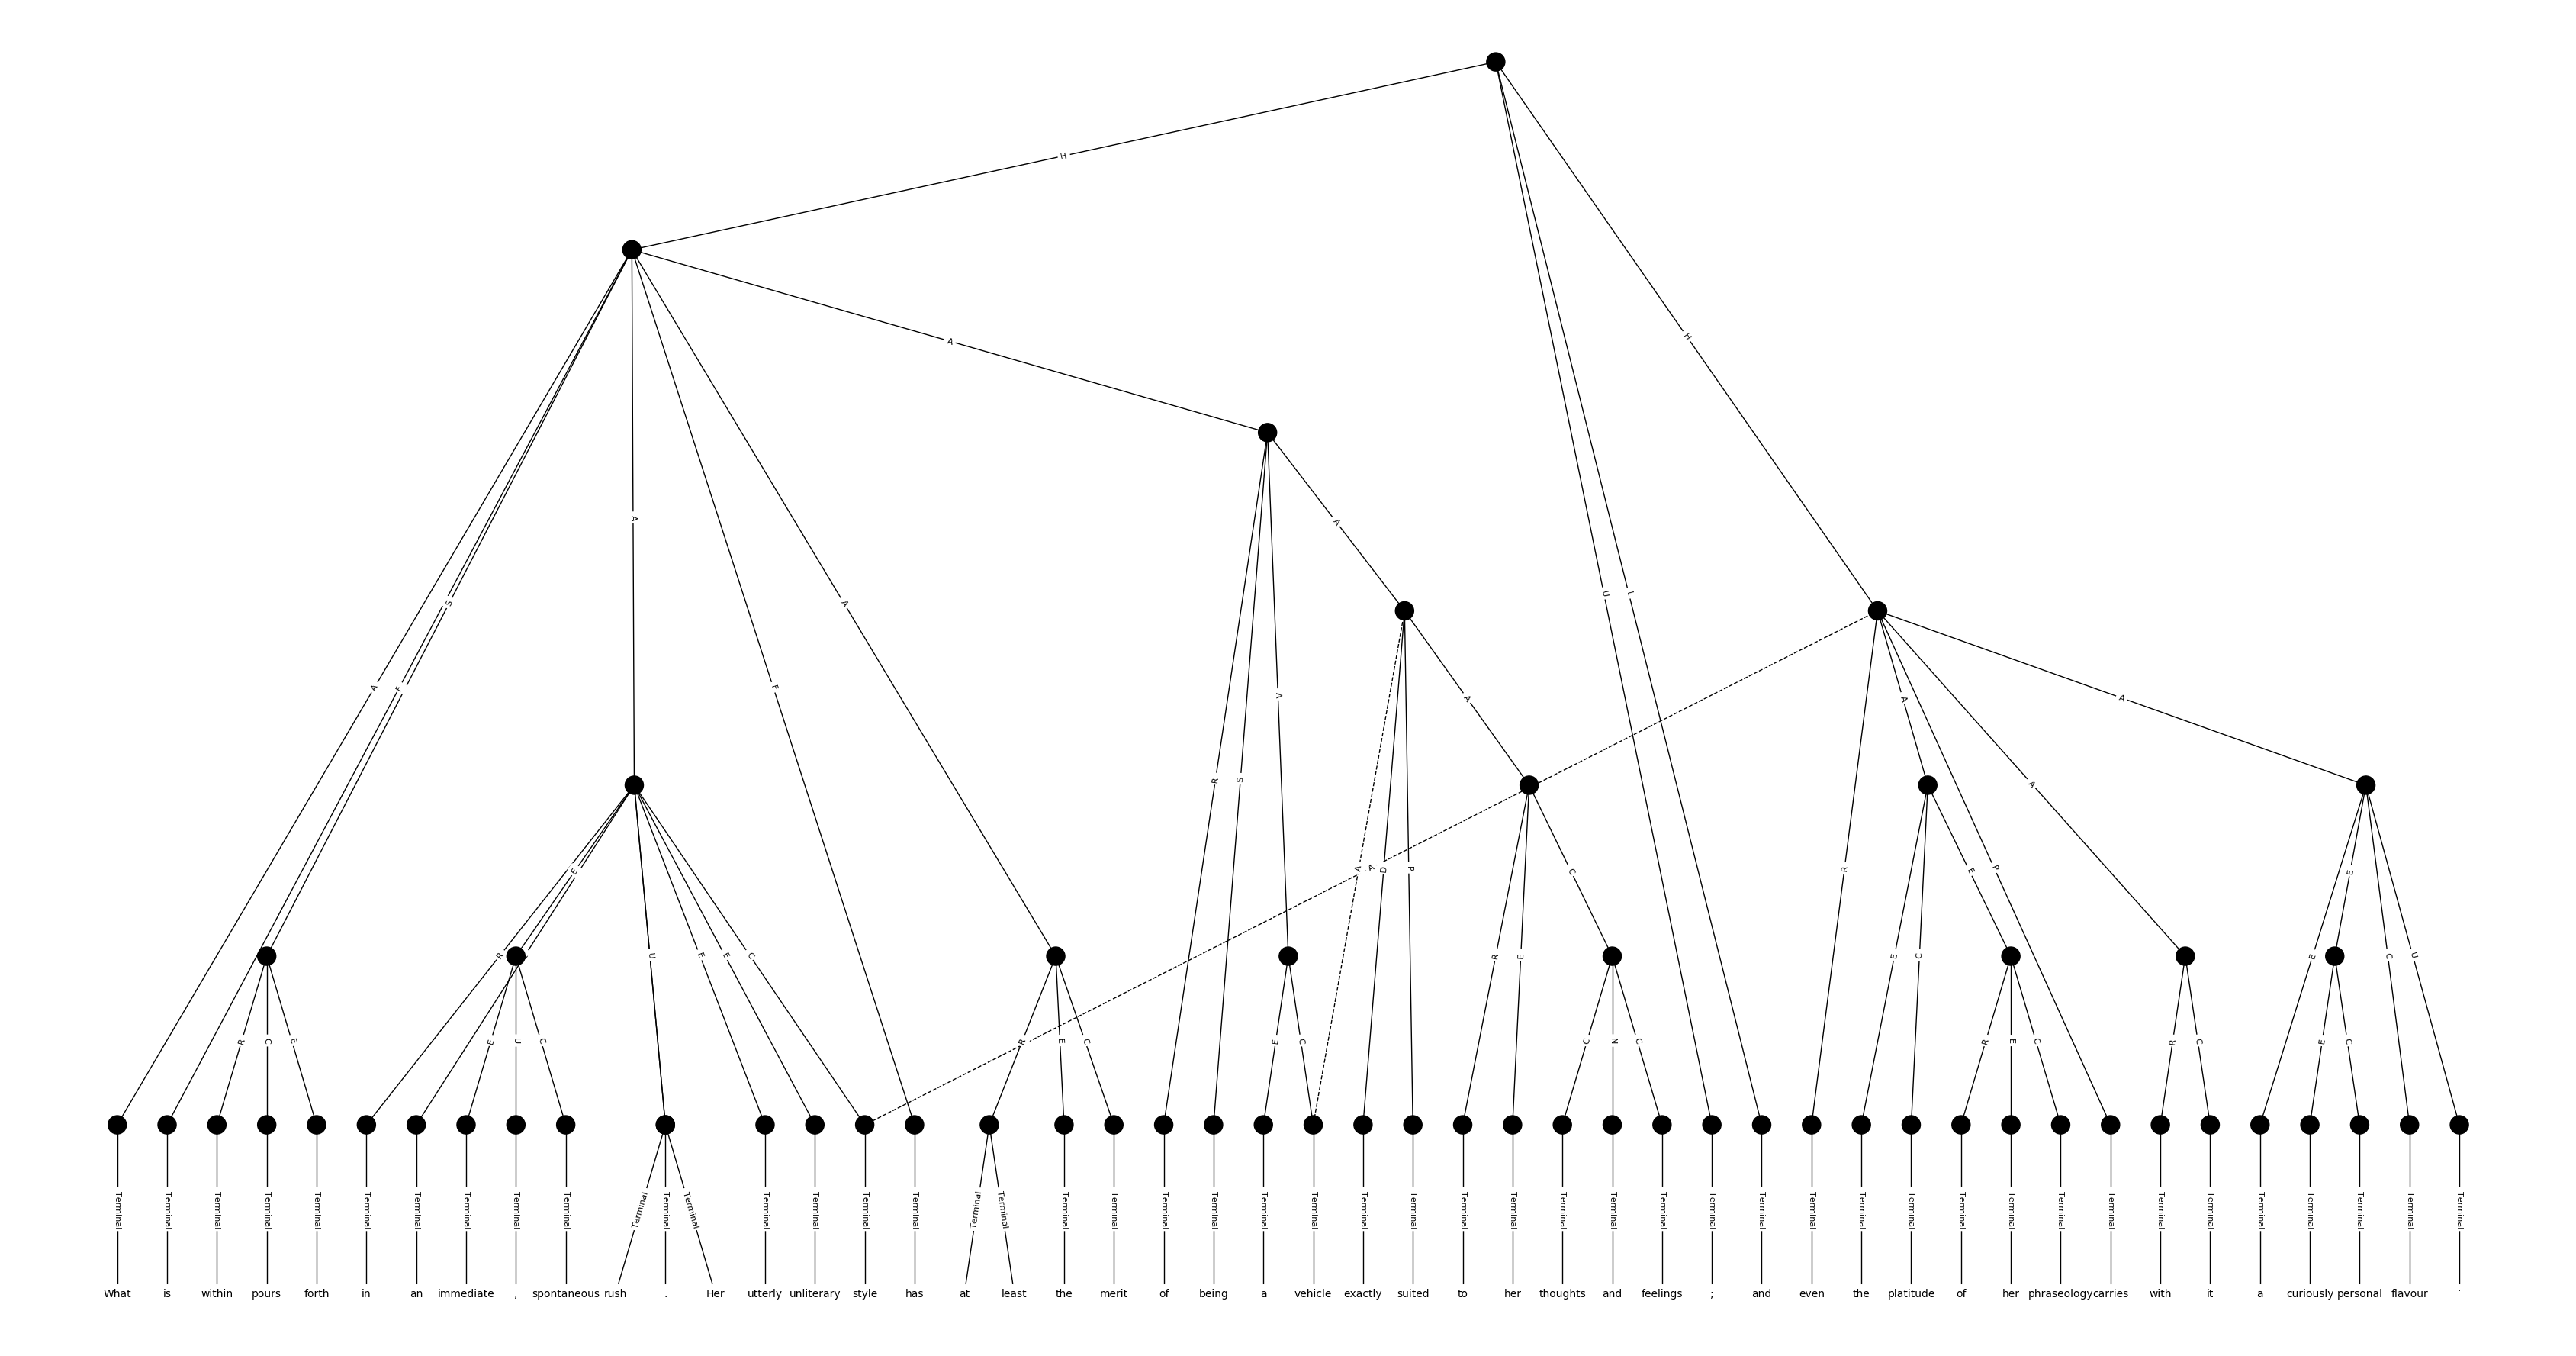 H
A
H
S
A
A
A
F
A
U
L
A
F
A
R
S
A
A
A
A
R
E
E
A
A
D
P
C
E
P
E
R
U
E
E
C
R
E
E
C
E
C
U
R
C
E
E
U
C
R
E
C
E
C
C
N
C
R
E
C
R
C
E
C
Terminal Terminal Terminal Terminal Terminal Terminal Terminal Terminal Terminal Terminal Terminal Terminal Terminal Terminal Terminal Terminal Terminal Terminal Terminal Terminal Terminal Terminal Terminal Terminal Terminal Terminal Terminal Terminal Terminal Terminal Terminal Terminal Terminal Terminal Terminal Terminal Terminal Terminal Terminal Terminal Terminal Terminal Terminal Terminal Terminal Terminal Terminal Terminal
What is within pours forth in an immediate , spontaneous rush . Her utterly unliterary style has at least the merit of being a vehicle exactly suited to her thoughts and feelings ; and even the platitude of her phraseology carries with it a curiously personal flavour .